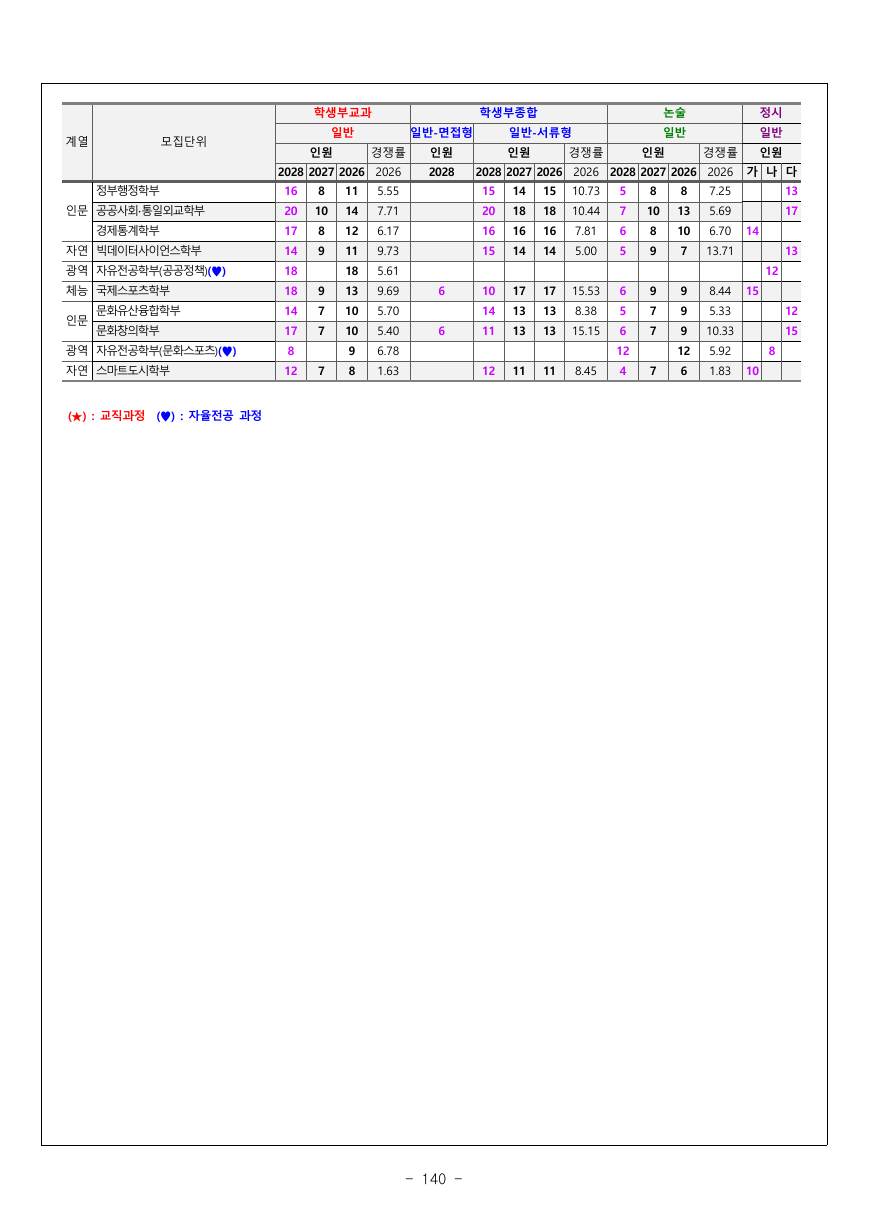 계열 모집단위 학생부교과 학생부종합 논술 정시
일반 일반-면접형 일반-서류형 일반 일반
인원 경쟁률 인원 인원 경쟁률 인원 경쟁률 인원
2028 2027 2026 2026 2028 2028 2027 2026 2026 2028 2027 2026 2026 가 나 다
인문 정부행정학부 16 8 11 5.55 15 14 15 10.73 5 8 8 7.25 13
공공사회·통일외교학부 20 10 14 7.71 20 18 18 10.44 7 10 13 5.69 17
경제통계학부 17 8 12 6.17 16 16 16 7.81 6 8 10 6.70 14
자연 빅데이터사이언스학부 14 9 11 9.73 15 14 14 5.00 5 9 7 13.71 13
광역 자유전공학부(공공정책)(♥) 18 18 5.61 12
체능 국제스포츠학부 18 9 13 9.69 6 10 17 17 15.53 6 9 9 8.44 15
인문 문화유산융합학부 14 7 10 5.70 14 13 13 8.38 5 7 9 5.33 12
문화창의학부 17 7 10 5.40 6 11 13 13 15.15 6 7 9 10.33 15
광역 자유전공학부(문화스포츠)(♥) 8 9 6.78 12 12 5.92 8
자연 스마트도시학부 12 7 8 1.63 12 11 11 8.45 4 7 6 1.83 10
(★) : 교직과정 (♥) : 자율전공 과정
- 140 -